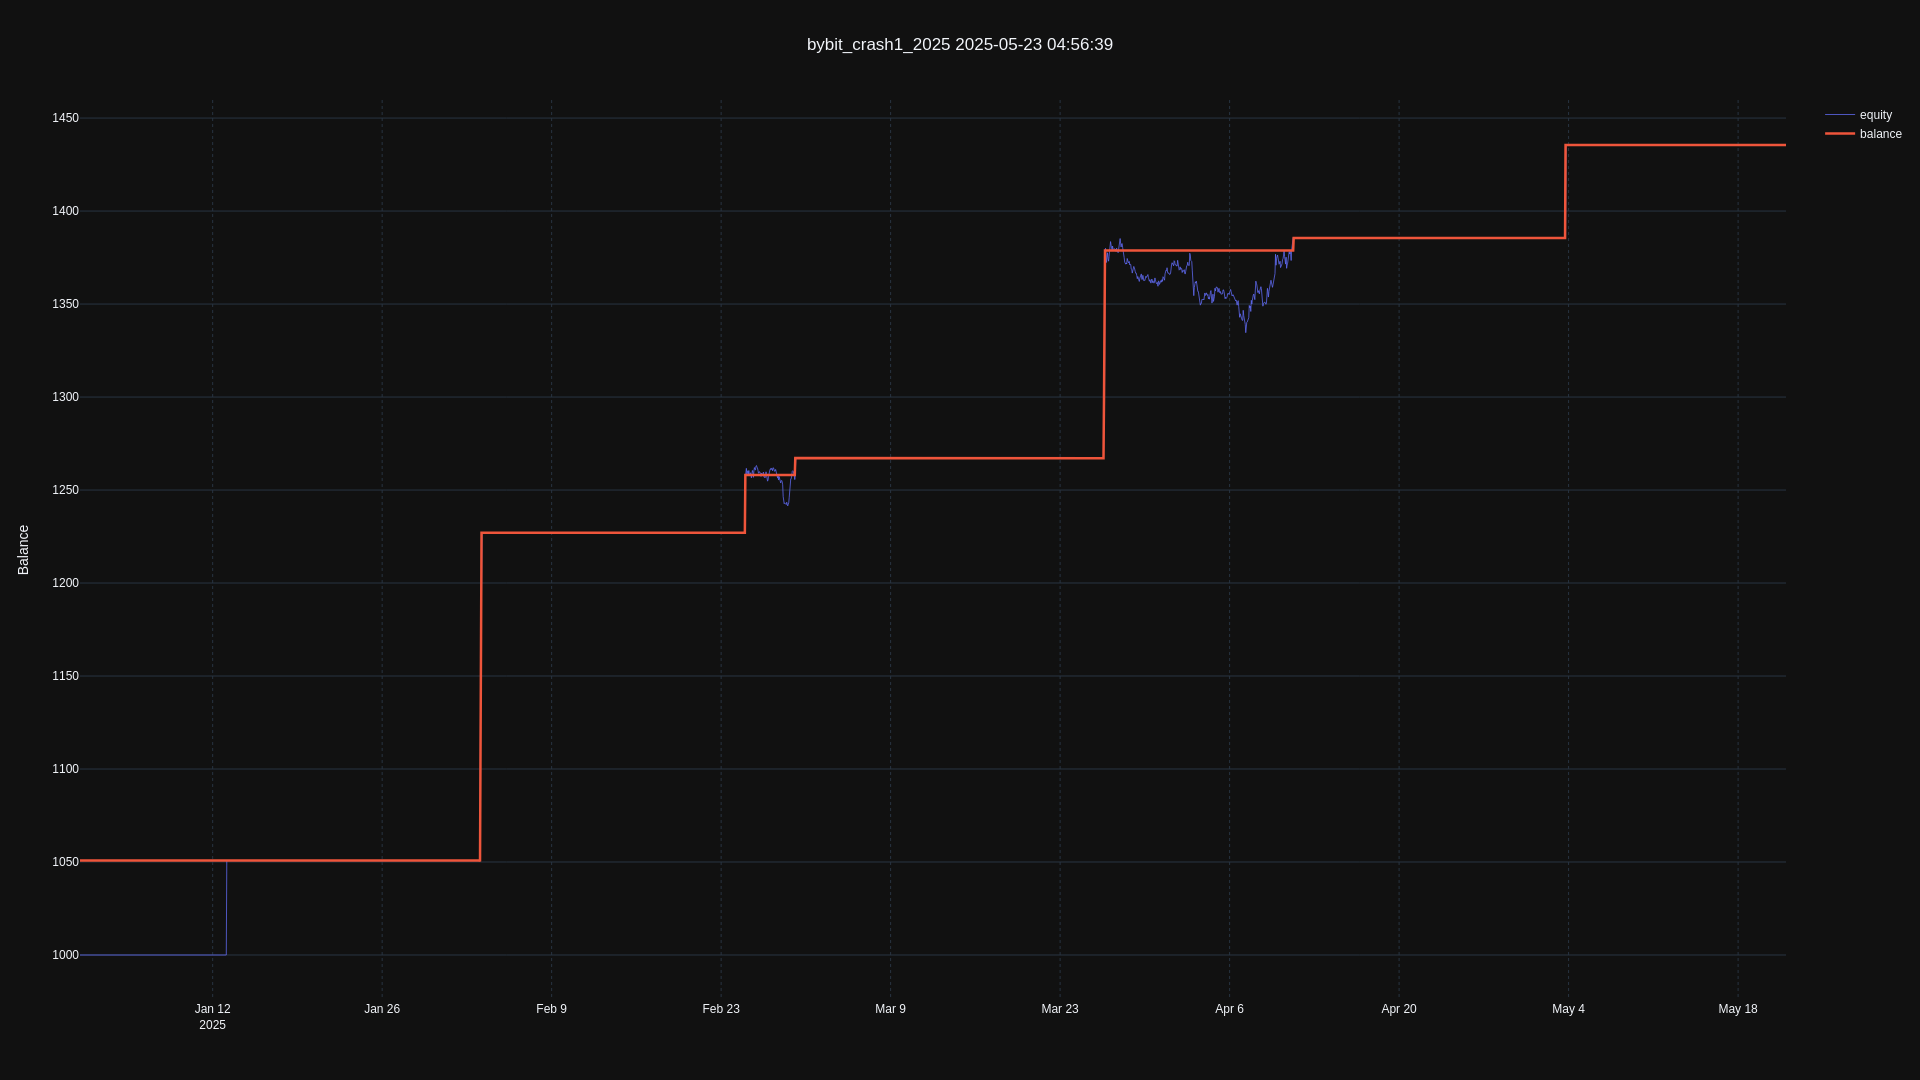 bybit_crash1_2025 2025-05-23 04:56:39
equity
balance
1450
1400
1350
1300
1250
1200
1150
1100
1050
1000
Balance
Jan 12
2025
Jan 26
Feb 9
Feb 23
Mar 9
Mar 23
Apr 6
Apr 20
May 4
May 18